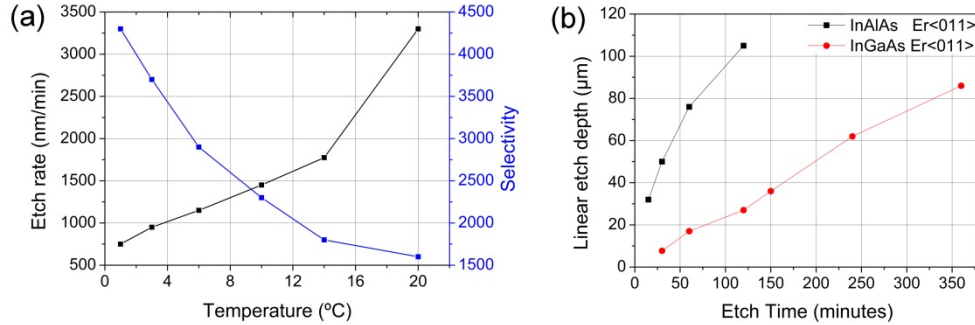 (a)
3500
3000
2500
2000
1500
1000
500
Etch rate (nm/min)
0 4 8 12 16 20
Temperature (ºC)
4500
4000
3500
3000
2500
2000
1500
Selectivity
(b)
120
100
80
60
40
20
0
Linear etch depth (µm)
InAlAs Er<011>
InGaAs Er<011>
0 50 100 150 200 250 300 350
Etch Time (minutes)